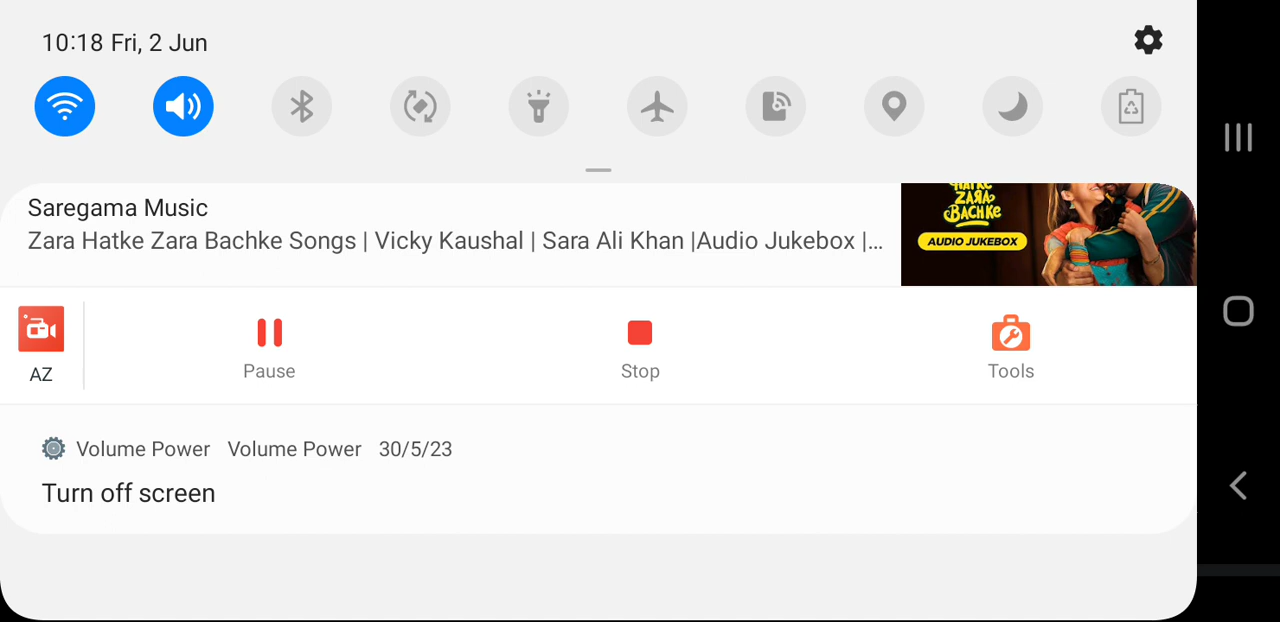 10:18 Fri, 2 Jun
Saregama Music
Zara Hatke Zara Bachke Songs | Vicky Kaushal | Sara Ali Khan |Audio Jukebox |...
HATKE
ZARA
BACHKE
AUDIO JUKEBOX
AZ
Pause
Stop
Tools
Volume Power Volume Power 30/5/23
Turn off screen